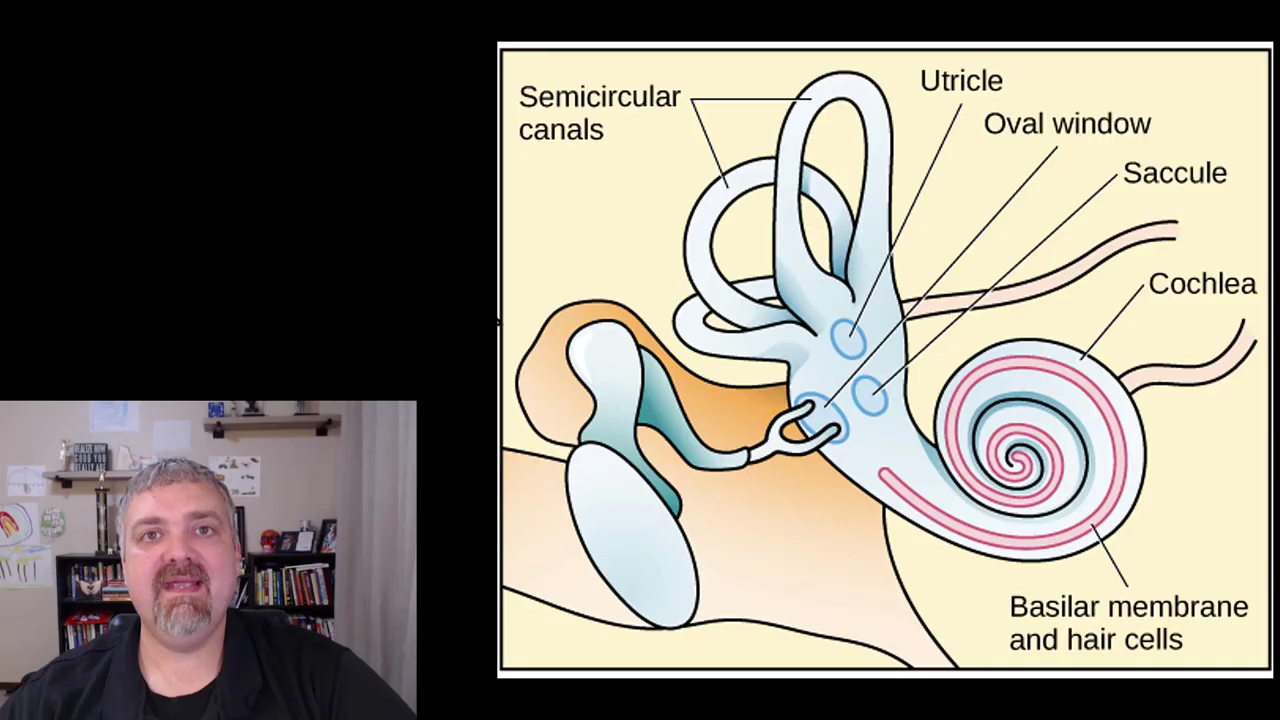 Semicircular
canals
Utricle
Oval window
Saccule
Cochlea
Basilar membrane
and hair cells